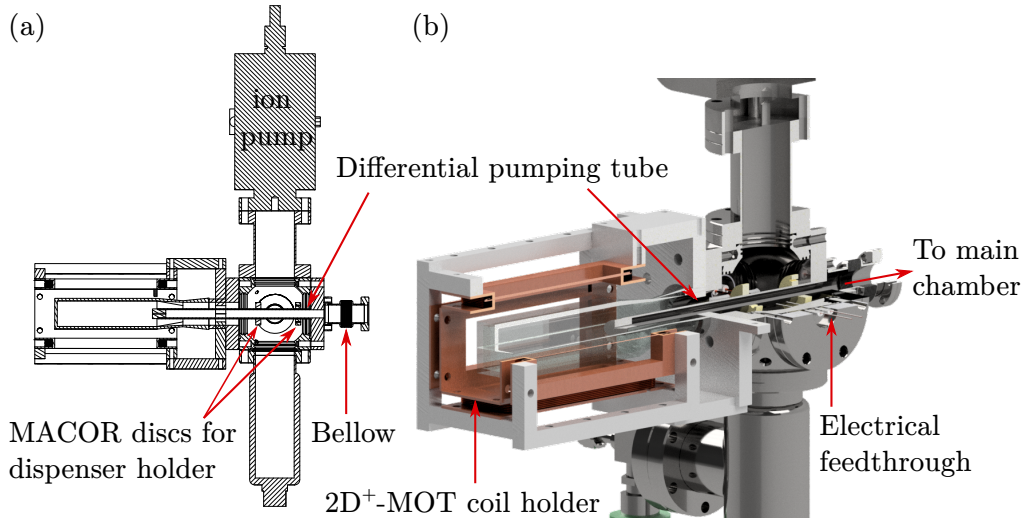 (a)
(b)
ion
pump
Differential pumping tube
To main
chamber
MACOR discs for
dispenser holder
Bellow
Electrical
feedthrough
2D⁺-MOT coil holder